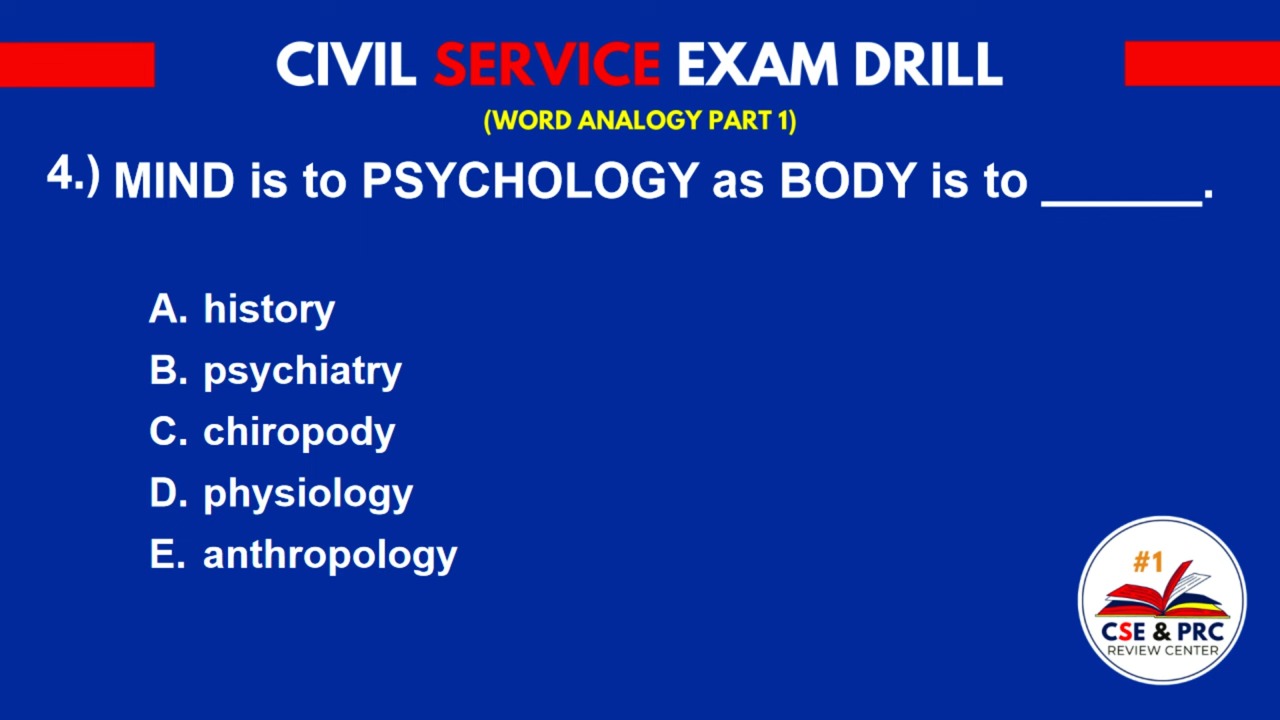 CIVIL SERVICE EXAM DRILL
(WORD ANALOGY PART 1)
4.) MIND is to PSYCHOLOGY as BODY is to ______.
A. history
B. psychiatry
C. chiropody
D. physiology
E. anthropology
#1
CSE & PRC
REVIEW CENTER